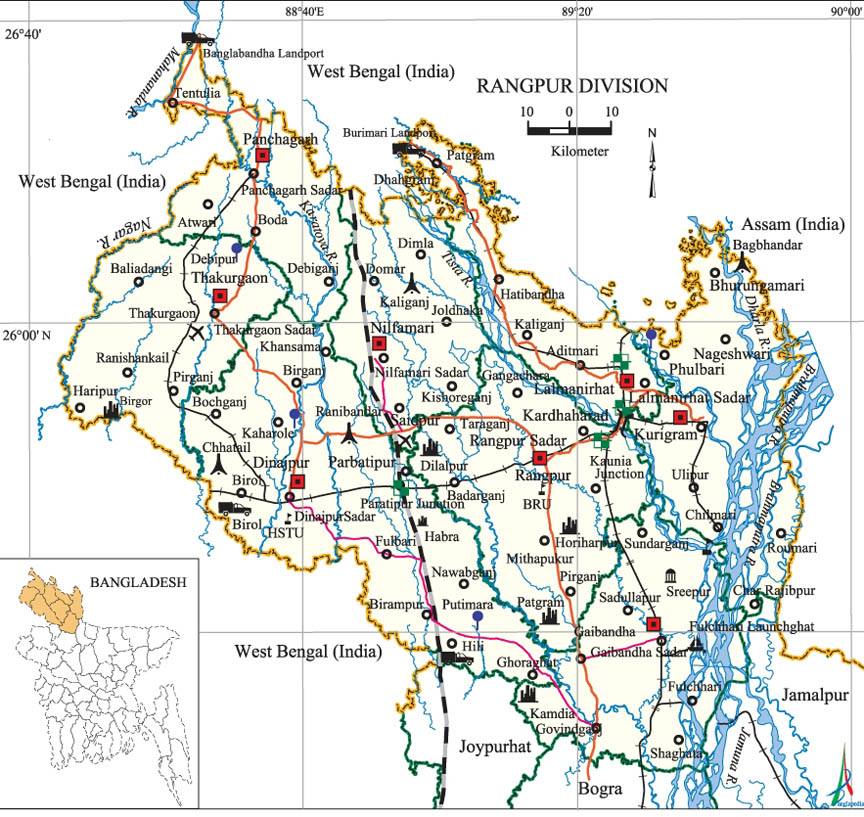 88°40'E
89°20'
90°00'
26°40'
Banglabandha Landport
Mahananda R.
West Bengal (India)
RANGPUR DIVISION
Tentulia
10 0 10
Kilometer
N
Burimari Landport
Panchagarh
Patgram
West Bengal (India)
Dhahgram
Panchagarh Sadar
Karatoya R.
Atwari
Boda
Nagar R.
Assam (India)
Dimla
Bagbhandar
Debipur
Tista R.
Baliadangi
Thakurgaon
Debiganj
Domar
Bhurungamari
Hatibandha
Kaliganj
Dharla R.
Thakurgaon
Joldhaka
26°00' N
Thakurgaon Sadar
Nilfamari
Kaliganj
Khansama
Aditmari
Nageshwari
Ranishankail
Phulbari
Nilfamari Sadar
Gangachara
Birganj
Pirganj
Lalmanirhat
Haripur
Kishoreganj
Lalmanirhat Sadar
Birgor
Bochganj
Ranibandar
Saidpur
Kardhaharad
Brahmaputra R.
Kaharole
Taraganj
Kurigram
Rangpur Sadar
Chhatail
Dinajpur
Parbatipur
Dilalpur
Kaunia
Junction
Rangpur
Ulipur
Birol
Badarganj
Paratipur Junction
BRU
Birol
Dinajpur Sadar
Chilmari
Brahmaputra R.
HSTU
Habra
Horiharpur
Sundarganj
Fulbari
Roumari
Mithapukur
BANGLADESH
Nawabganj
Pirganj
Sreepur
Char Rajibpur
Birampur
Putimara
Patgram
Sadullapur
Gaibandha
Fulchhari Launchghat
West Bengal (India)
Hili
Gaibandha Sadar
Ghoraghat
Fulchhari
Jamalpur
Kamdia
Govindganj
Joypurhat
Shaghata
Jamuna R.
Bogra